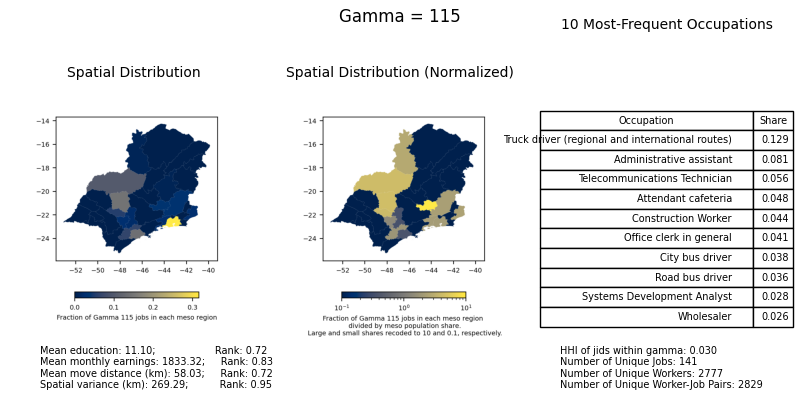 Gamma = 115
10 Most-Frequent Occupations
Spatial Distribution
Spatial Distribution (Normalized)
−14
−16
−18
−20
−22
−24
−52 −50 −48 −46 −44 −42 −40
0.0 0.1 0.2 0.3
Fraction of Gamma 115 jobs in each meso region
−14
−16
−18
−20
−22
−24
−52 −50 −48 −46 −44 −42 −40
10⁻¹ 10⁰ 10¹
Fraction of Gamma 115 jobs in each meso region
divided by meso population share.
Large and small shares recoded to 10 and 0.1, respectively.
Occupation Share
Truck driver (regional and international routes) 0.129
Administrative assistant 0.081
Telecommunications Technician 0.056
Attendant cafeteria 0.048
Construction Worker 0.044
Office clerk in general 0.041
City bus driver 0.038
Road bus driver 0.036
Systems Development Analyst 0.028
Wholesaler 0.026
Mean education: 11.10; Rank: 0.72
Mean monthly earnings: 1833.32; Rank: 0.83
Mean move distance (km): 58.03; Rank: 0.72
Spatial variance (km): 269.29; Rank: 0.95
HHI of jids within gamma: 0.030
Number of Unique Jobs: 141
Number of Unique Workers: 2777
Number of Unique Worker-Job Pairs: 2829